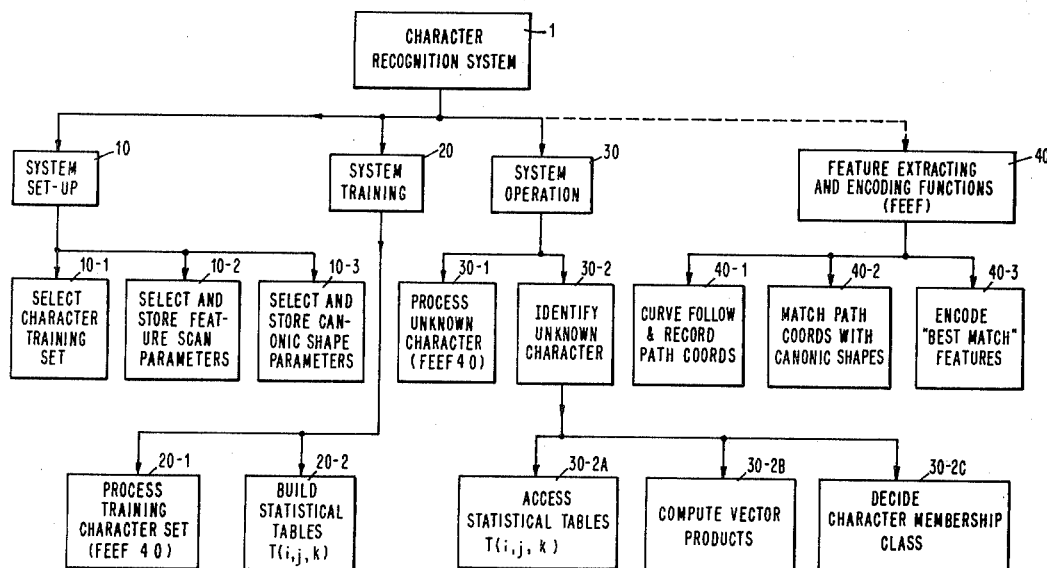 1
CHARACTER
RECOGNITION SYSTEM
10
SYSTEM
SET-UP
20
SYSTEM
TRAINING
30
SYSTEM
OPERATION
40
FEATURE EXTRACTING
AND ENCODING FUNCTIONS
(FEEF)
10-1
SELECT
CHARACTER
TRAINING
SET
10-2
SELECT AND
STORE FEAT-
URE SCAN
PARAMETERS
10-3
SELECT AND
STORE CAN-
ONIC SHAPE
PARAMETERS
30-1
PROCESS
UNKNOWN
CHARACTER
(FEEF 40)
30-2
IDENTIFY
UNKNOWN
CHARACTER
40-1
CURVE FOLLOW
& RECORD
PATH COORDS
40-2
MATCH PATH
COORDS WITH
CANONIC SHAPES
40-3
ENCODE
"BEST MATCH"
FEATURES
20-1
PROCESS
TRAINING
CHARACTER SET
(FEEF 40)
20-2
BUILD
STATISTICAL
TABLES
T(i,j,k)
30-2A
ACCESS
STATISTICAL TABLES
T(i,j,k)
30-2B
COMPUTE VECTOR
PRODUCTS
30-2C
DECIDE
CHARACTER MEMBERSHIP
CLASS